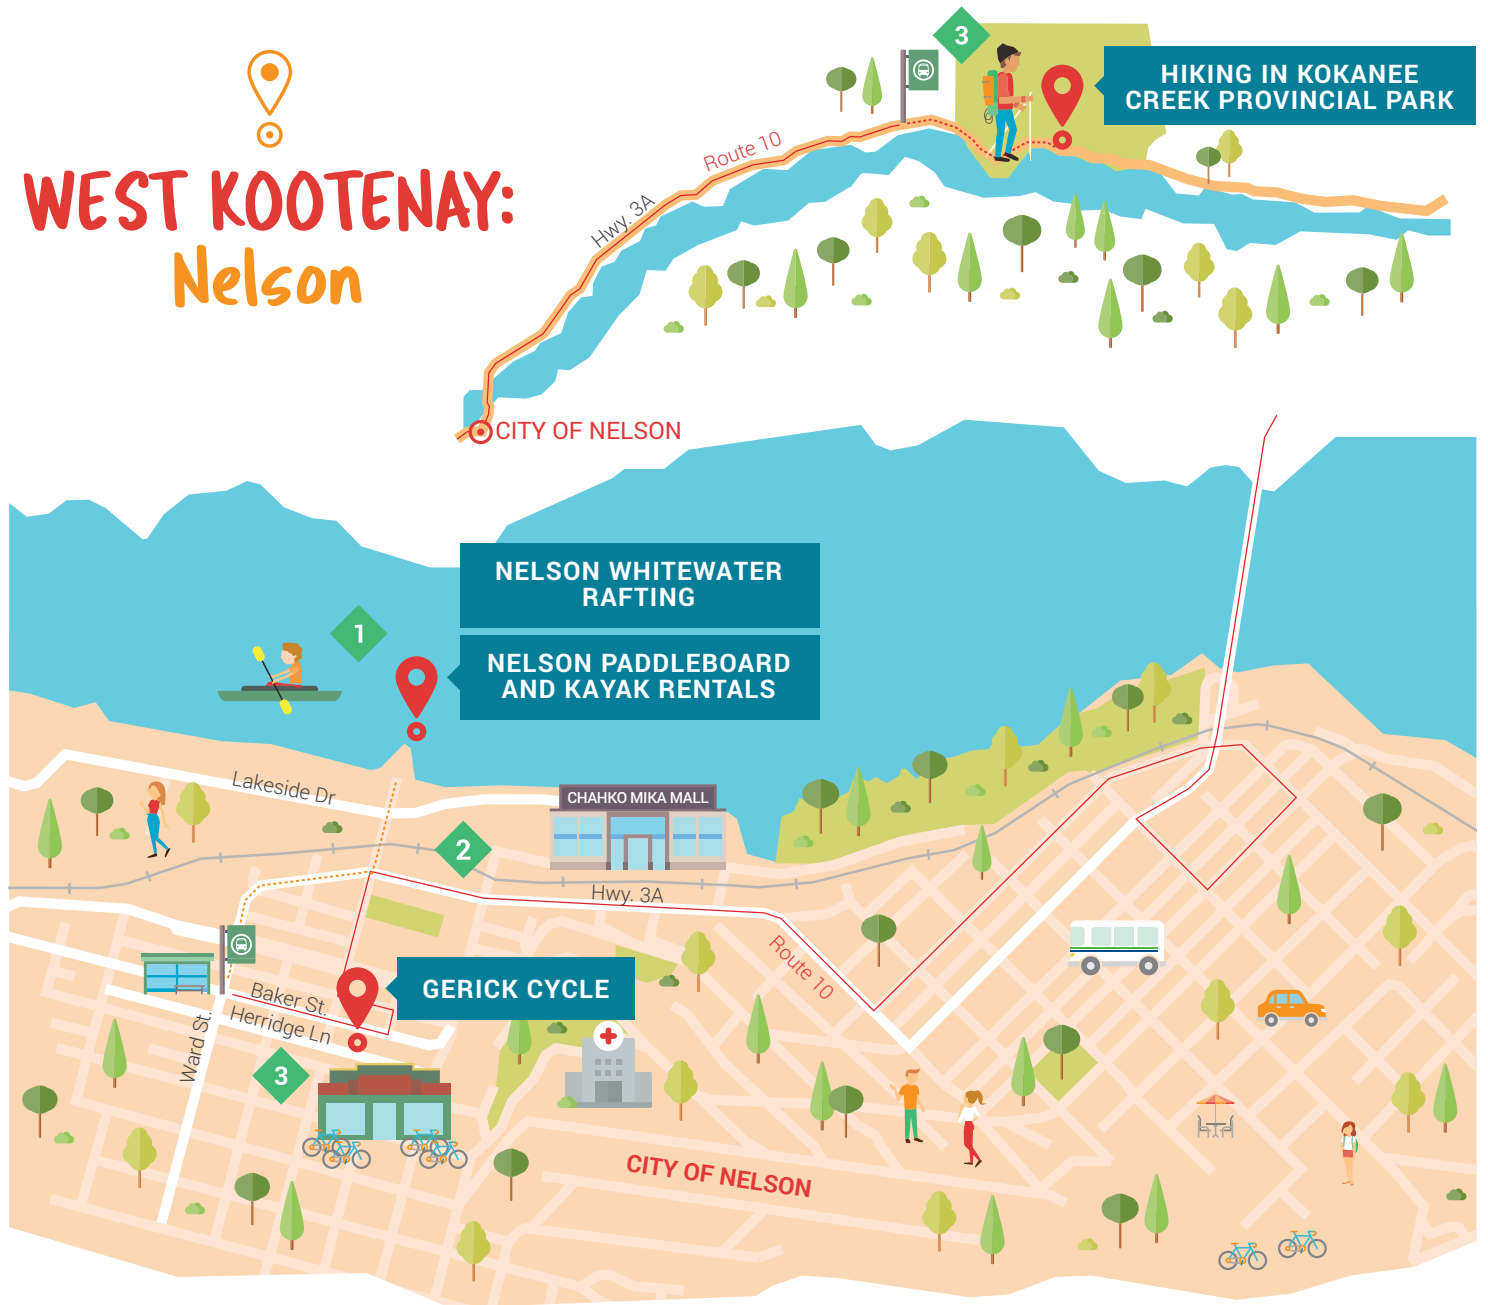 WEST KOOTENAY:
Nelson
3
HIKING IN KOKANEE
CREEK PROVINCIAL PARK
Route 10
Hwy. 3A
CITY OF NELSON
NELSON WHITEWATER
RAFTING
1
NELSON PADDLEBOARD
AND KAYAK RENTALS
Lakeside Dr
CHAHKO MIKA MALL
2
Hwy. 3A
Route 10
GERICK CYCLE
Baker St.
Herridge Ln
Ward St.
3
CITY OF NELSON